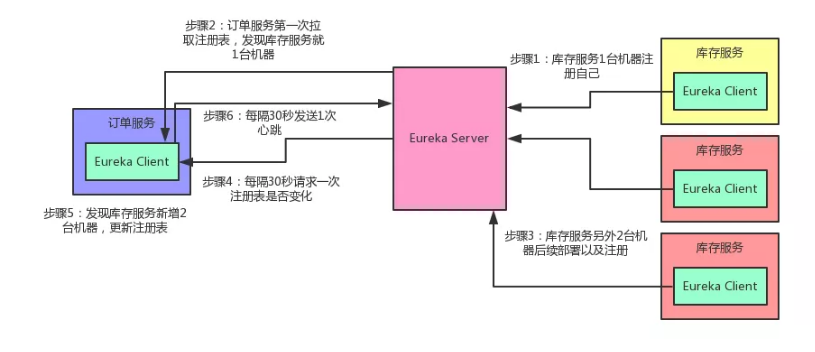 步骤2：订单服务第一次拉
取注册表，发现库存服务就
1台机器
步骤1：库存服务1台机器注
册自己
库存服务
Eureka Client
订单服务
Eureka Client
步骤6：每隔30秒发送1次
心跳
Eureka Server
库存服务
Eureka Client
步骤4：每隔30秒请求一次
注册表是否变化
步骤5：发现库存服务新增2
台机器，更新注册表
步骤3：库存服务另外2台机
器后续部署以及注册
库存服务
Eureka Client